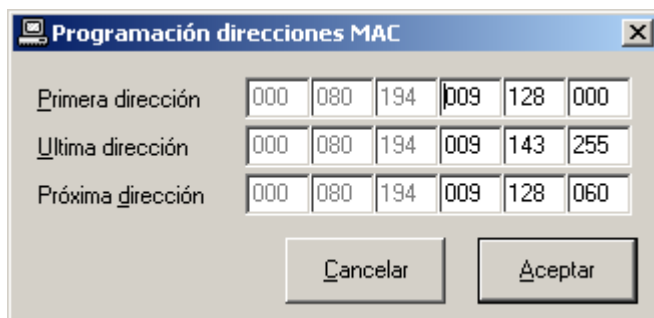 Programación direcciones MAC
Primera dirección 000 080 194 009 128 000
Ultima dirección 000 080 194 009 143 255
Próxima dirección 000 080 194 009 128 060
Cancelar Aceptar